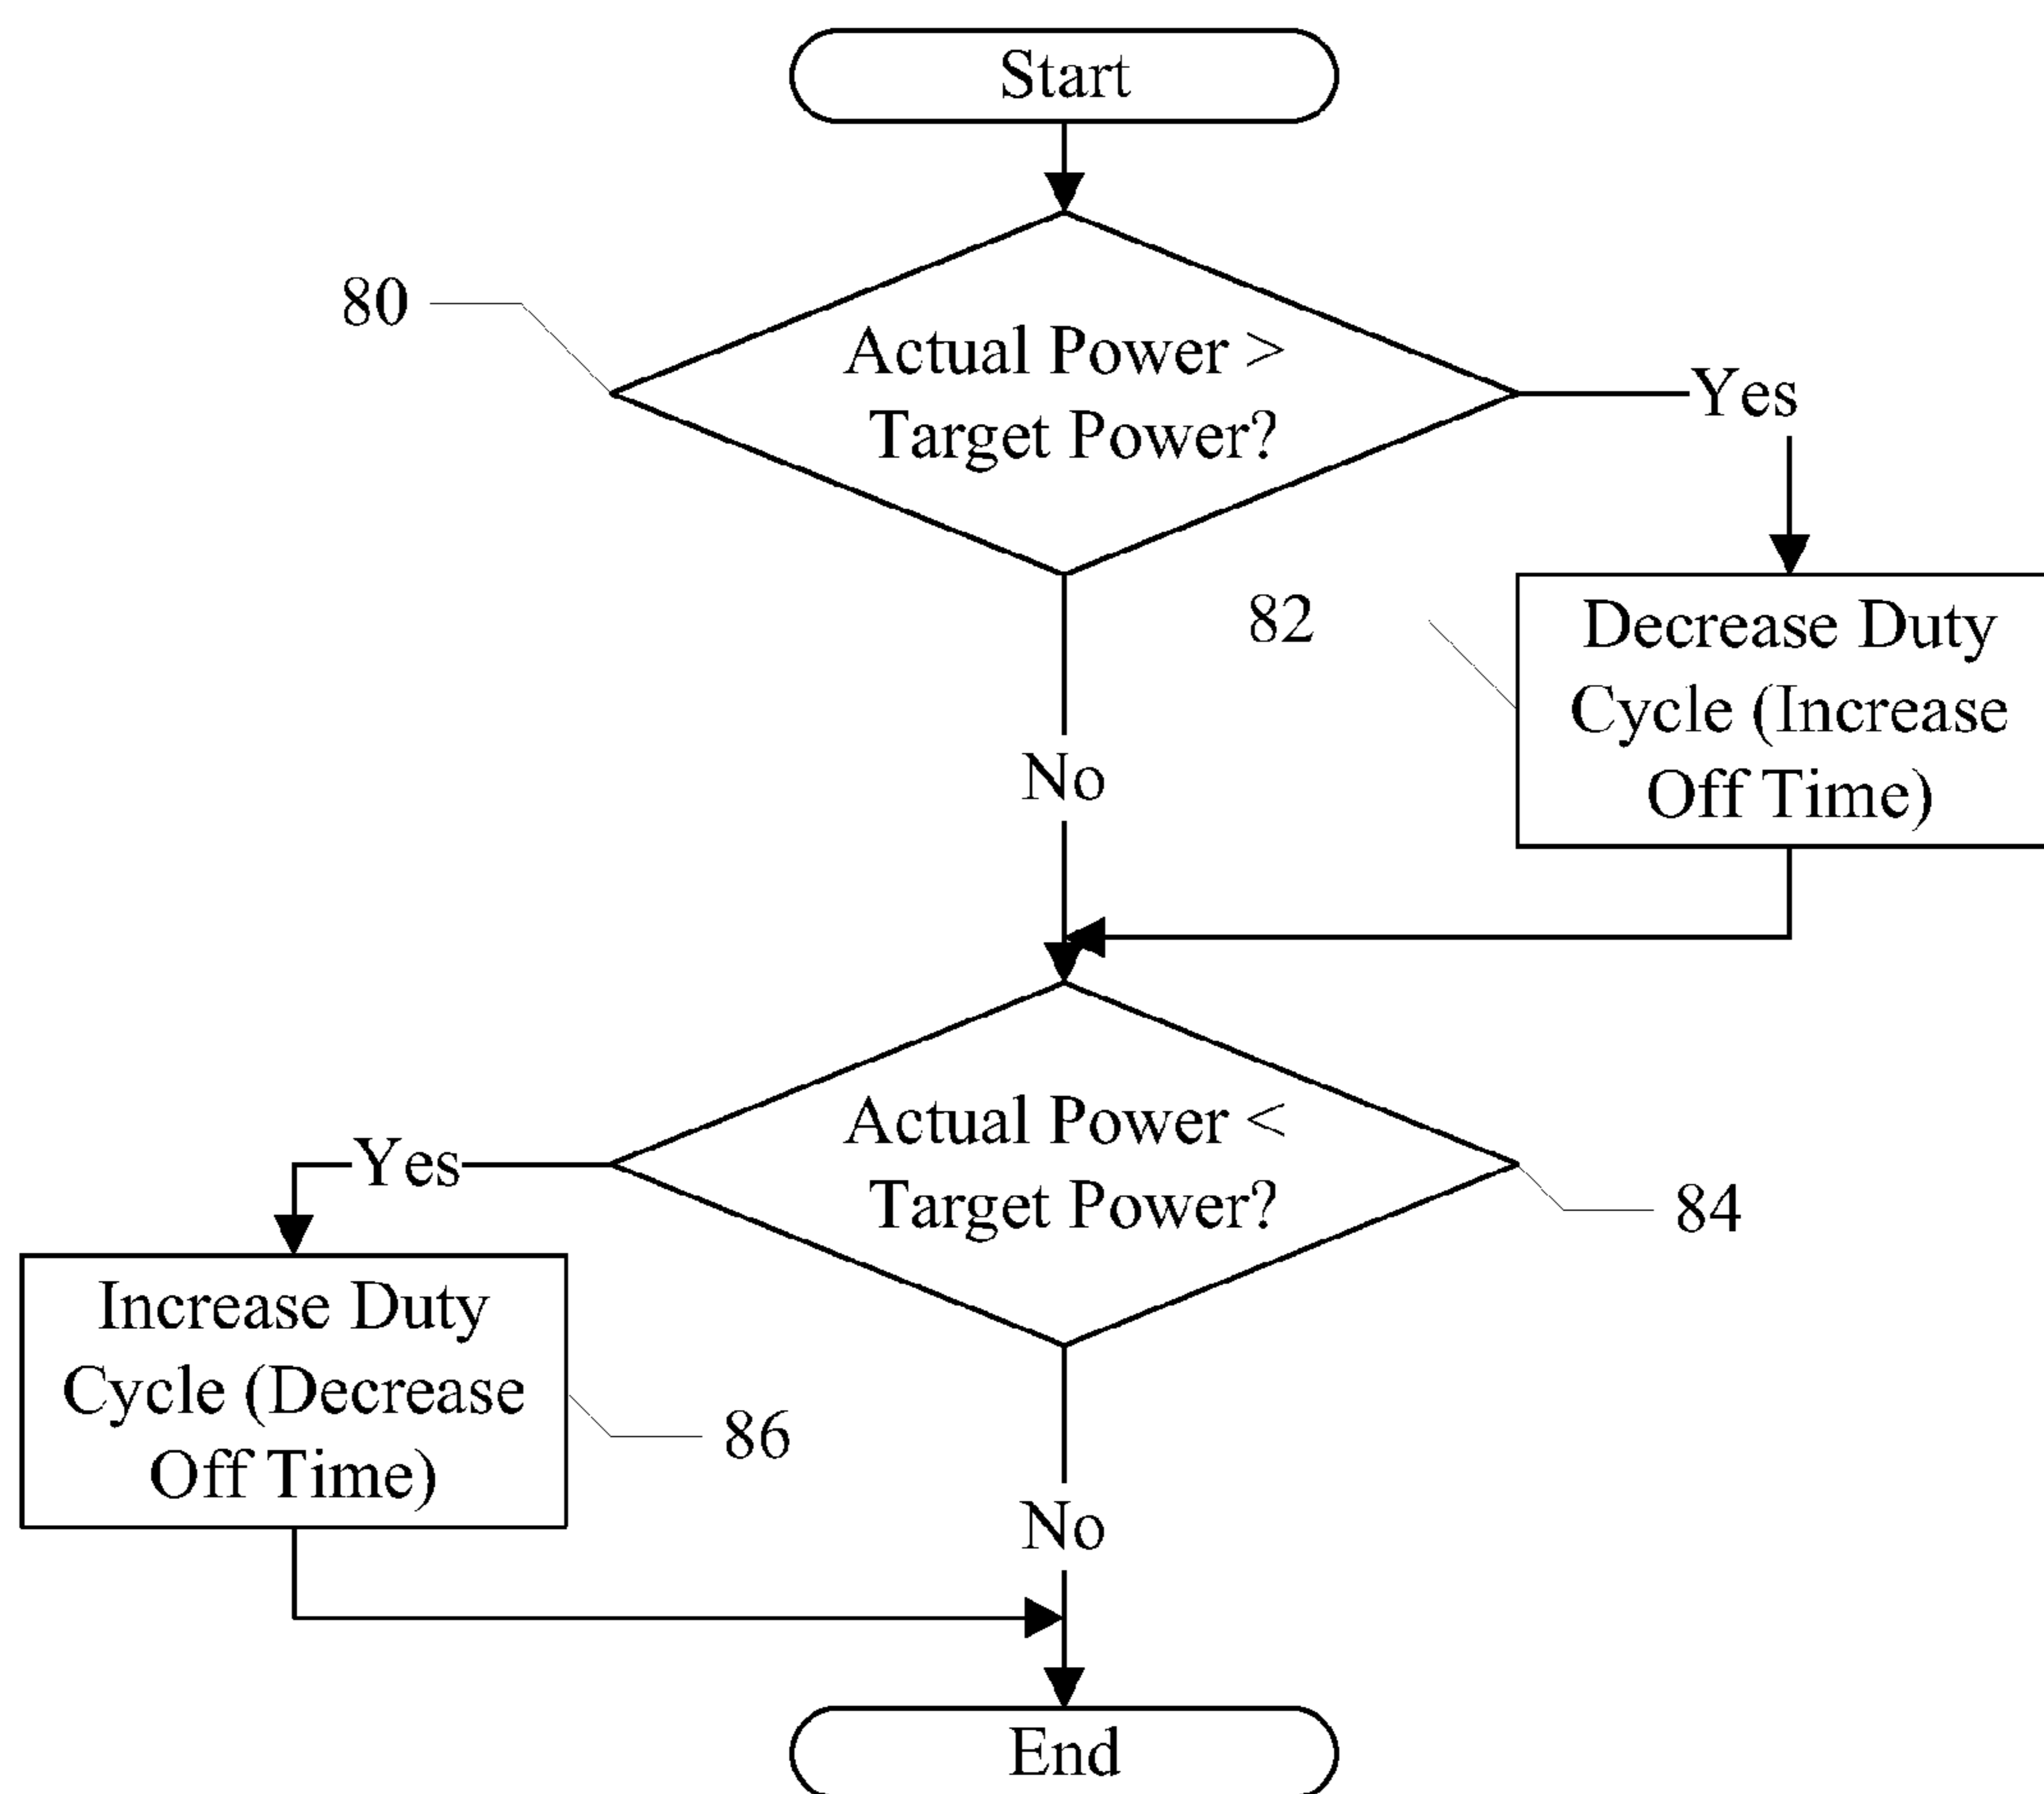 Start
80
Actual Power >
Target Power?
Yes
82
Decrease Duty
Cycle (Increase
Off Time)
No
Actual Power <
Target Power?
Yes
84
Increase Duty
Cycle (Decrease
Off Time)
86
No
End